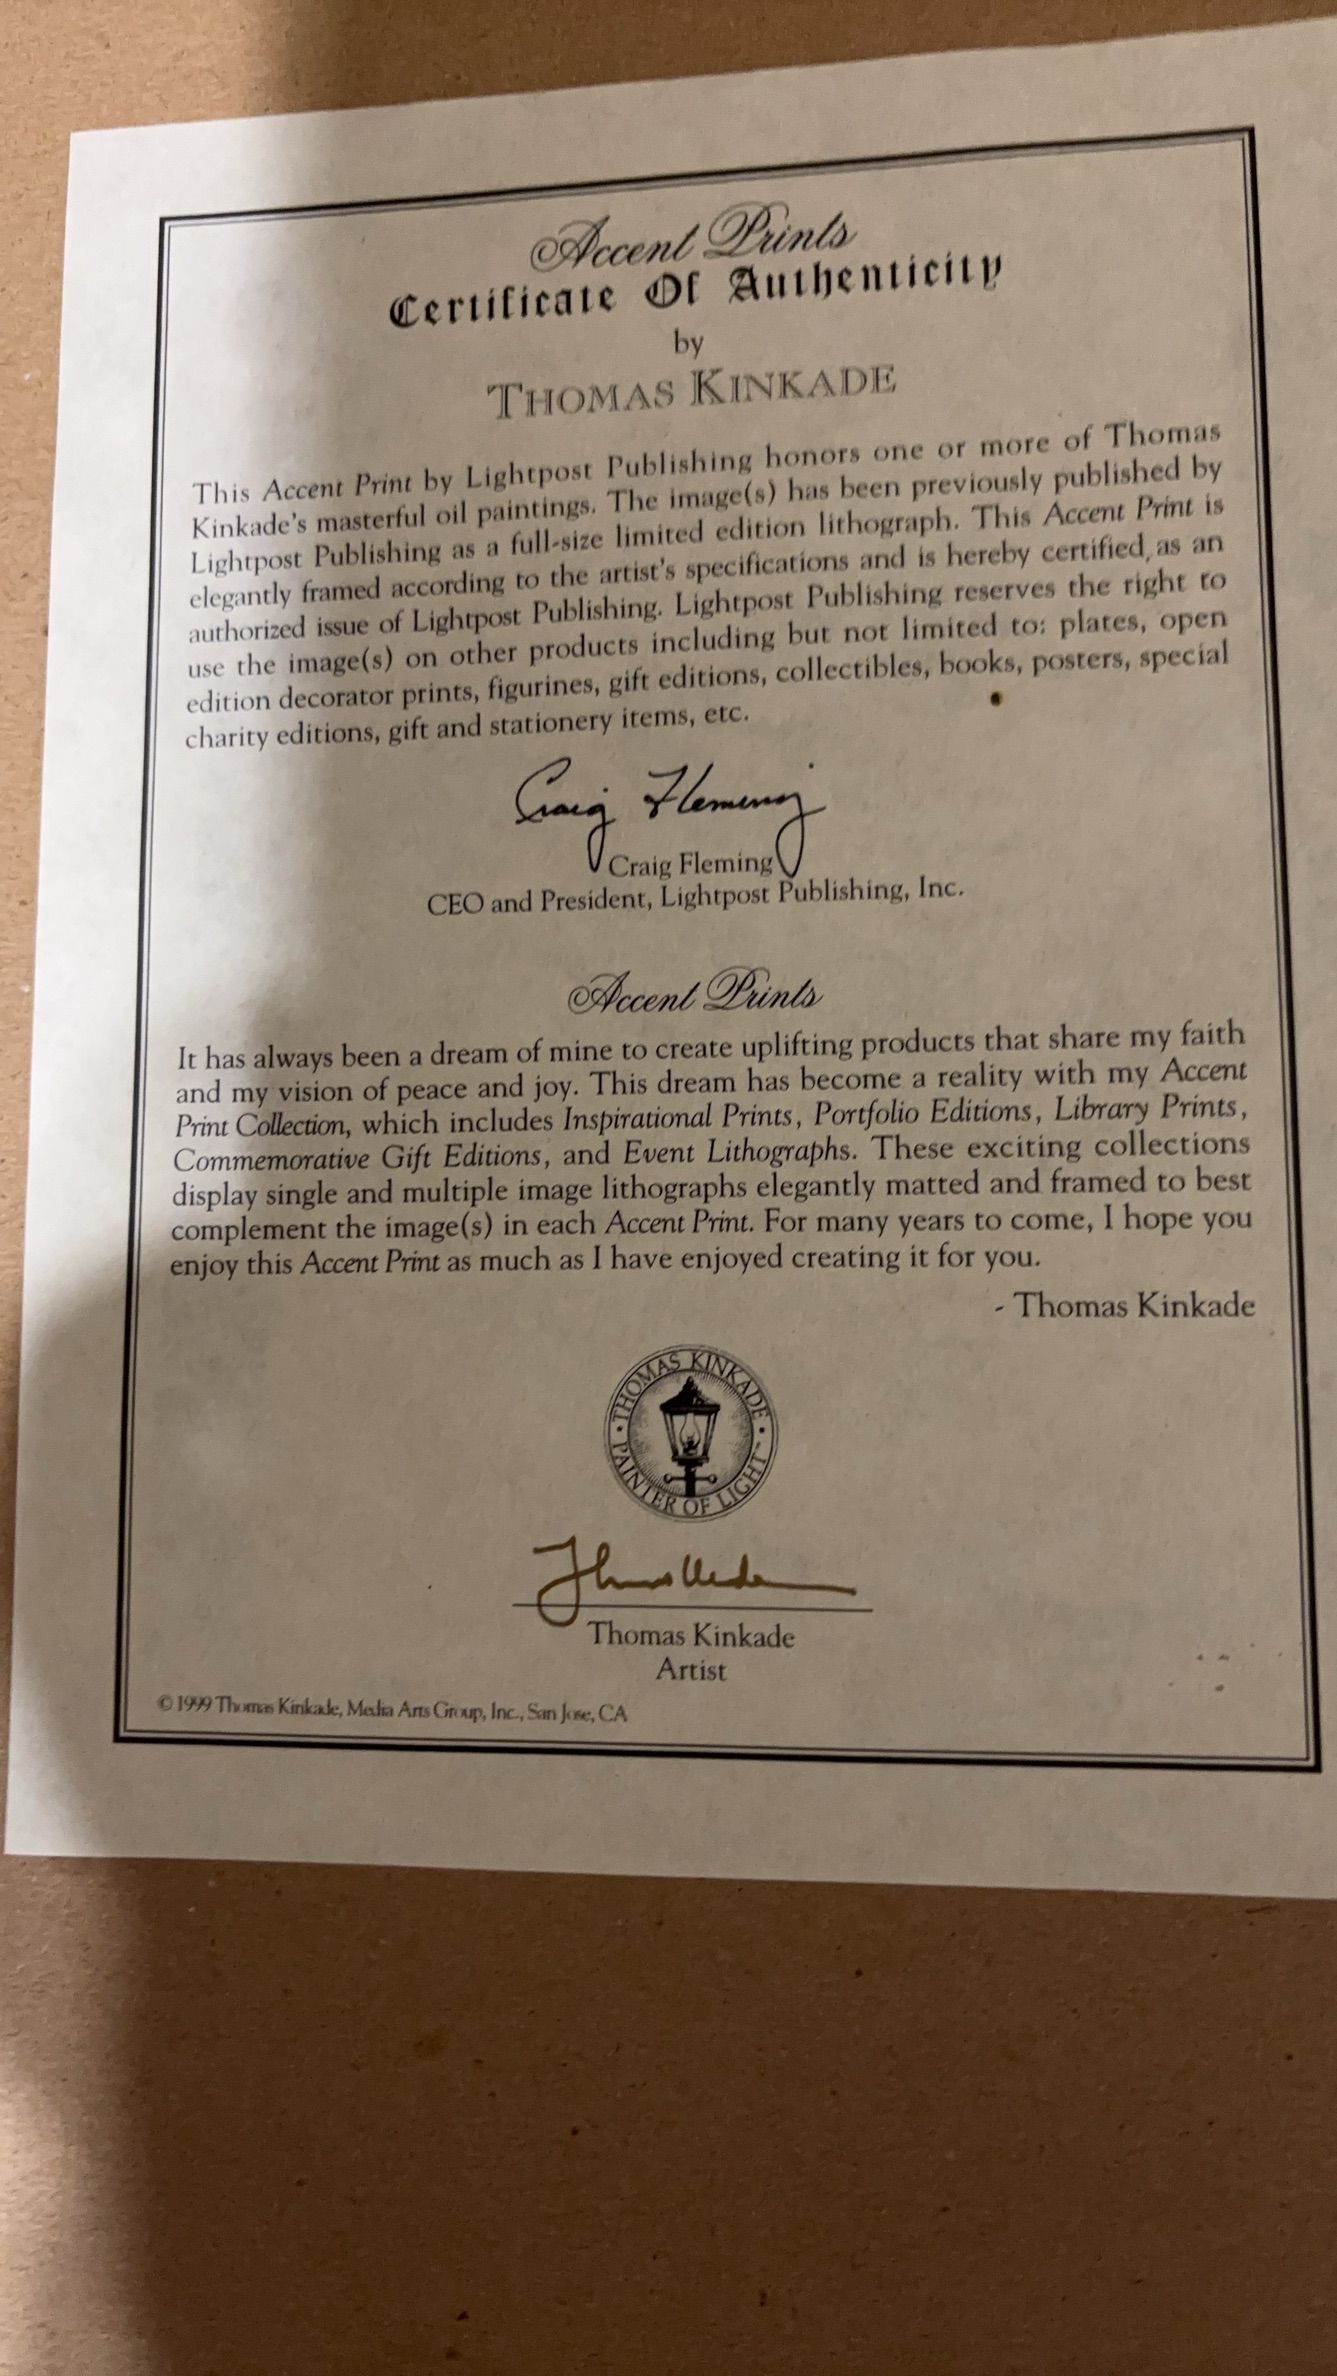 Accent Prints
Certificate Of Authenticity
by
THOMAS KINKADE
This Accent Print by Lightpost Publishing honors one or more of Thomas
Kinkade's masterful oil paintings. The image(s) has been previously published by
Lightpost Publishing as a full-size limited edition lithograph. This Accent Print is
elegantly framed according to the artist's specifications and is hereby certified as an
authorized issue of Lightpost Publishing. Lightpost Publishing reserves the right to
use the image(s) on other products including but not limited to: plates, open
edition decorator prints, figurines, gift editions, collectibles, books, posters, special
charity editions, gift and stationery items, etc.
Craig Fleming
Craig Fleming
CEO and President, Lightpost Publishing, Inc.
Accent Prints
It has always been a dream of mine to create uplifting products that share my faith
and my vision of peace and joy. This dream has become a reality with my Accent
Print Collection, which includes Inspirational Prints, Portfolio Editions, Library Prints,
Commemorative Gift Editions, and Event Lithographs. These exciting collections
display single and multiple image lithographs elegantly matted and framed to best
complement the image(s) in each Accent Print. For many years to come, I hope you
enjoy this Accent Print as much as I have enjoyed creating it for you.
- Thomas Kinkade
• THOMAS KINKADE • PAINTER OF LIGHT™
Thomas Kinkade
Artist
© 1999 Thomas Kinkade, Media Arts Group, Inc., San Jose, CA